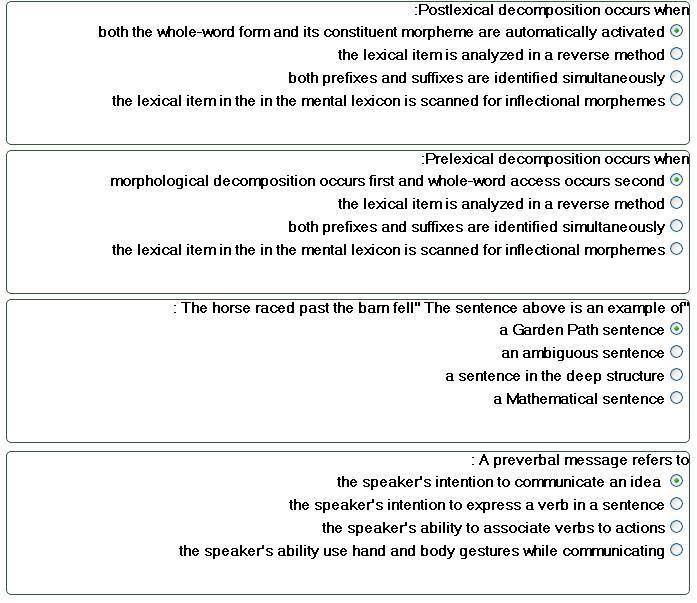 :Postlexical decomposition occurs when
both the whole-word form and its constituent morpheme are automatically activated
the lexical item is analyzed in a reverse method
both prefixes and suffixes are identified simultaneously
the lexical item in the in the mental lexicon is scanned for inflectional morphemes
:Prelexical decomposition occurs when
morphological decomposition occurs first and whole-word access occurs second
the lexical item is analyzed in a reverse method
both prefixes and suffixes are identified simultaneously
the lexical item in the in the mental lexicon is scanned for inflectional morphemes
: The horse raced past the barn fell" The sentence above is an example of"
a Garden Path sentence
an ambiguous sentence
a sentence in the deep structure
a Mathematical sentence
: A preverbal message refers to
the speaker's intention to communicate an idea
the speaker's intention to express a verb in a sentence
the speaker's ability to associate verbs to actions
the speaker's ability use hand and body gestures while communicating